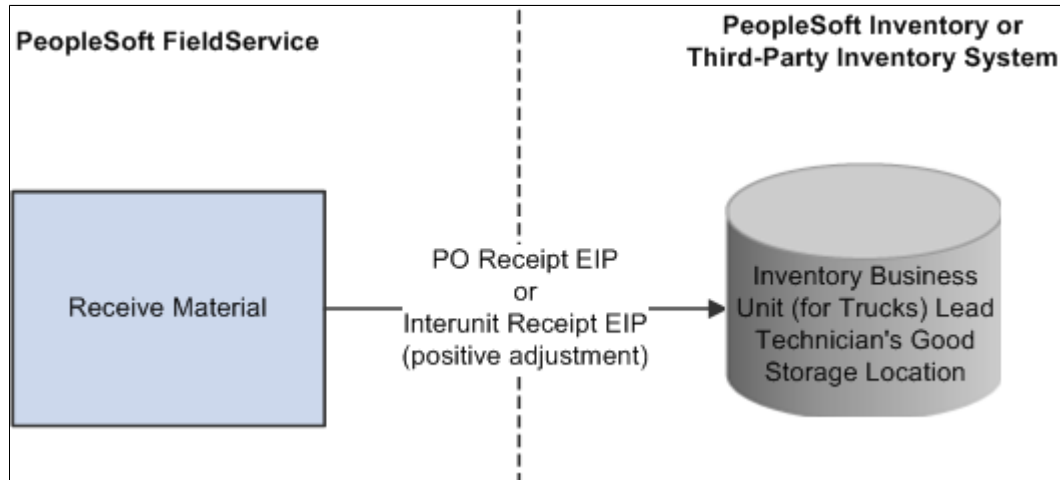 PeopleSoft FieldService
PeopleSoft Inventory or
Third-Party Inventory System
Receive Material
PO Receipt EIP
or
Interunit Receipt EIP
(positive adjustment)
Inventory Business
Unit (for Trucks) Lead
Technician's Good
Storage Location